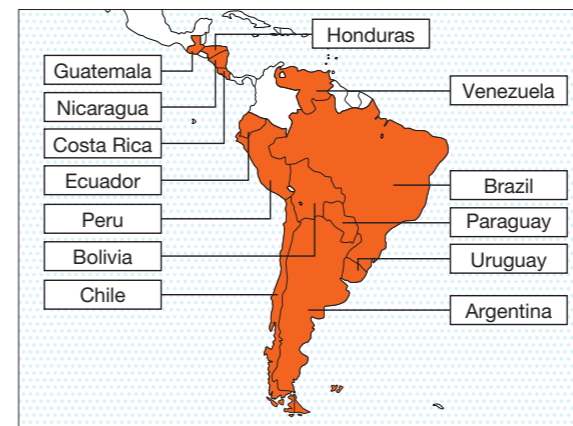 Honduras
Guatemala
Nicaragua
Costa Rica
Ecuador
Peru
Bolivia
Chile
Venezuela
Brazil
Paraguay
Uruguay
Argentina